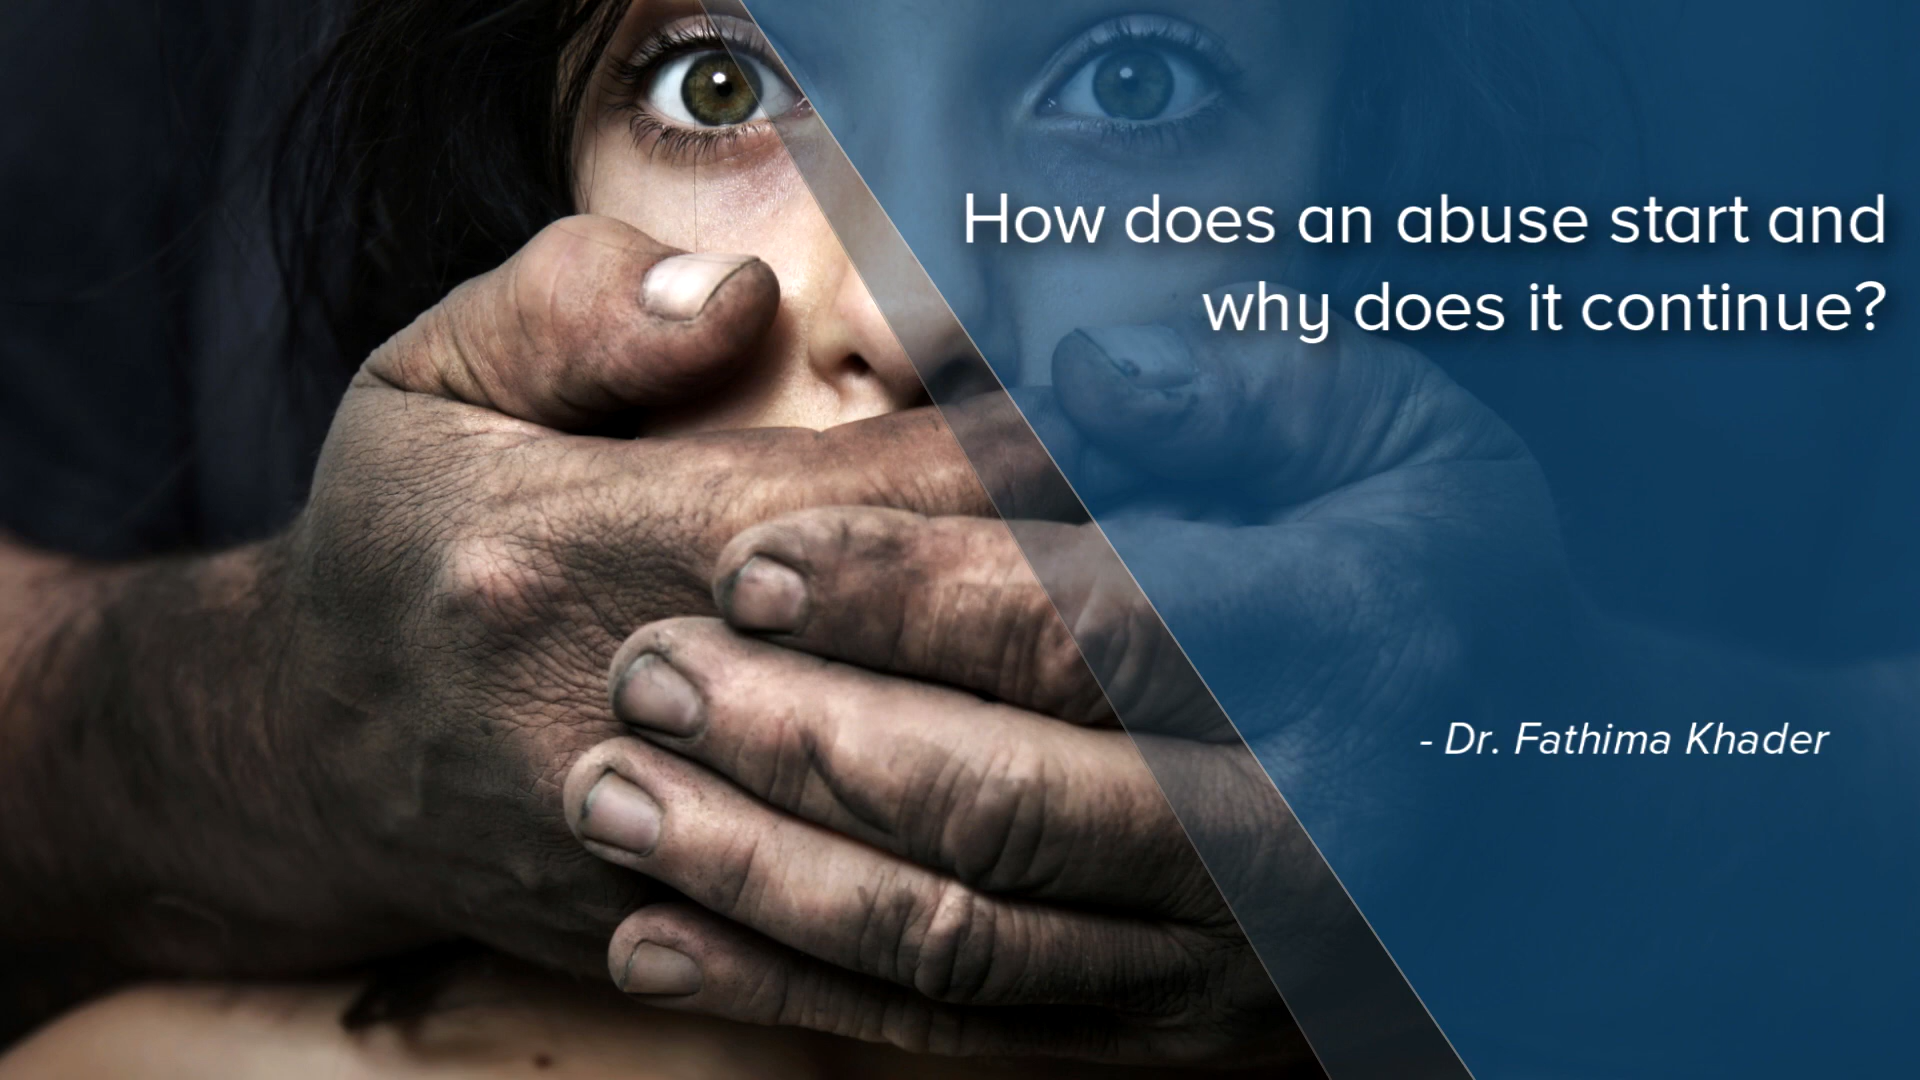 How does an abuse start and
why does it continue?
- Dr. Fathima Khader